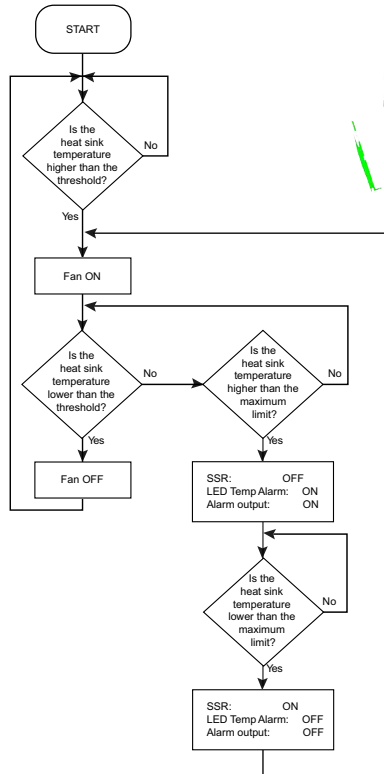 START
Is the
heat sink
temperature
higher than the
threshold?
No
Yes
Fan ON
Is the
heat sink
temperature
lower than the
threshold?
No
Yes
Fan OFF
Is the
heat sink
temperature
higher than the
maximum
limit?
No
Yes
SSR: OFF
LED Temp Alarm: ON
Alarm output: ON
Is the
heat sink
temperature
lower than the
maximum
limit?
No
Yes
SSR: ON
LED Temp Alarm: OFF
Alarm output: OFF